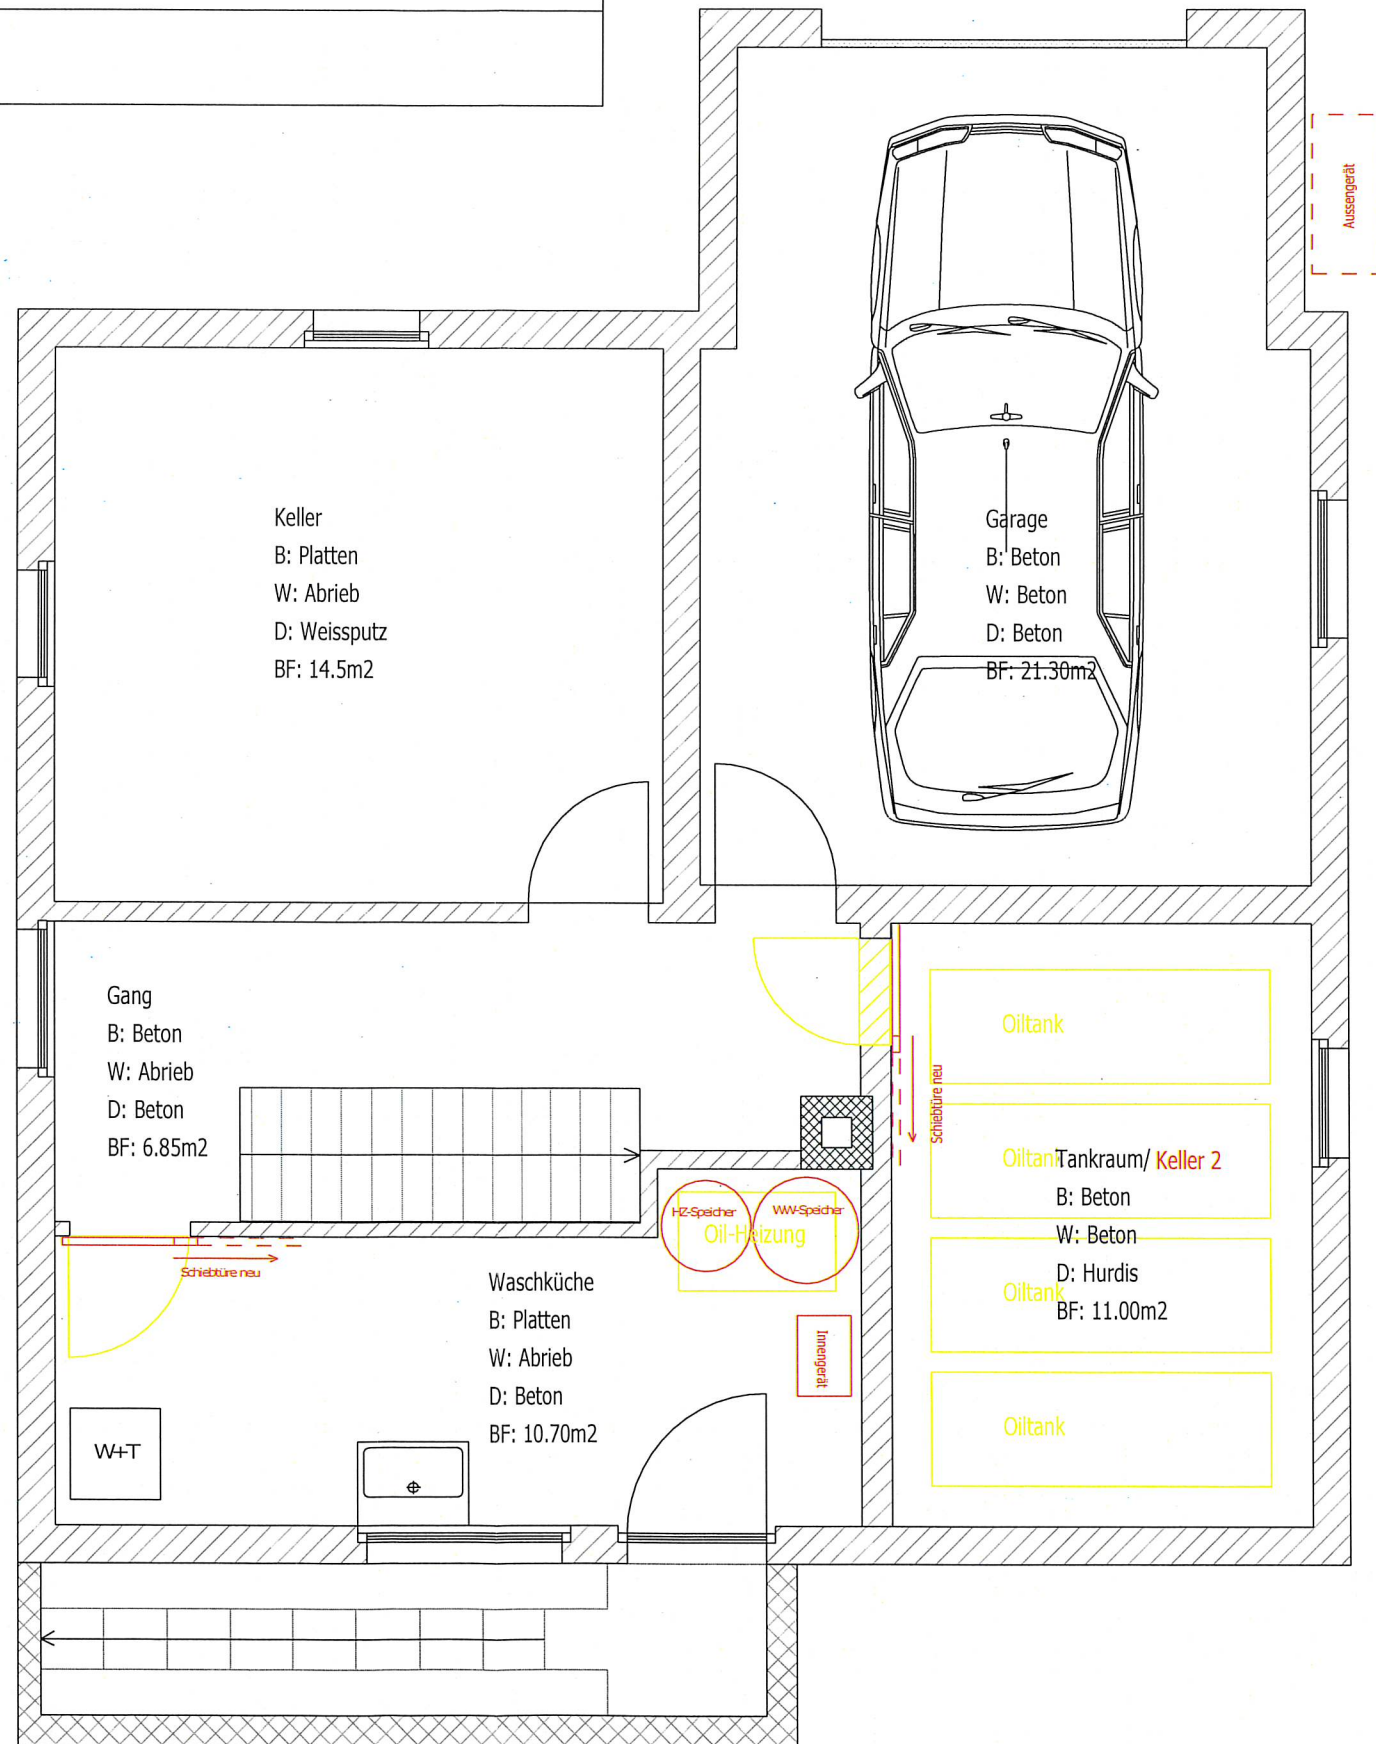 Aussengerät
Keller
B: Platten
W: Abrieb
D: Weissputz
BF: 14.5m2
Garage
B: Beton
W: Beton
D: Beton
BF: 21.30m2
Gang
B: Beton
W: Abrieb
D: Beton
BF: 6.85m2
Schiebtüre neu
Oiltank
Oiltank
Tankraum/ Keller 2
B: Beton
W: Beton
D: Hurdis
BF: 11.00m2
Oiltank
Oiltank
HZ-Speicher
WW-Speicher
Oil-Heizung
Schiebtüre neu
Waschküche
B: Platten
W: Abrieb
D: Beton
BF: 10.70m2
Innengerät
W+T